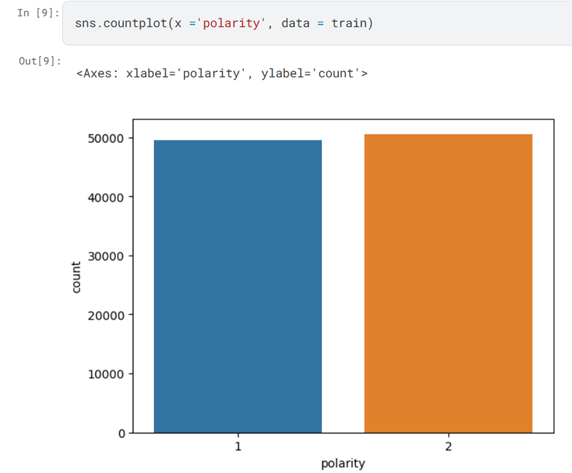 In [9]:
sns.countplot(x ='polarity', data = train)
Out[9]:
<Axes: xlabel='polarity', ylabel='count'>
50000
40000
30000
20000
10000
0
count
1 2
polarity